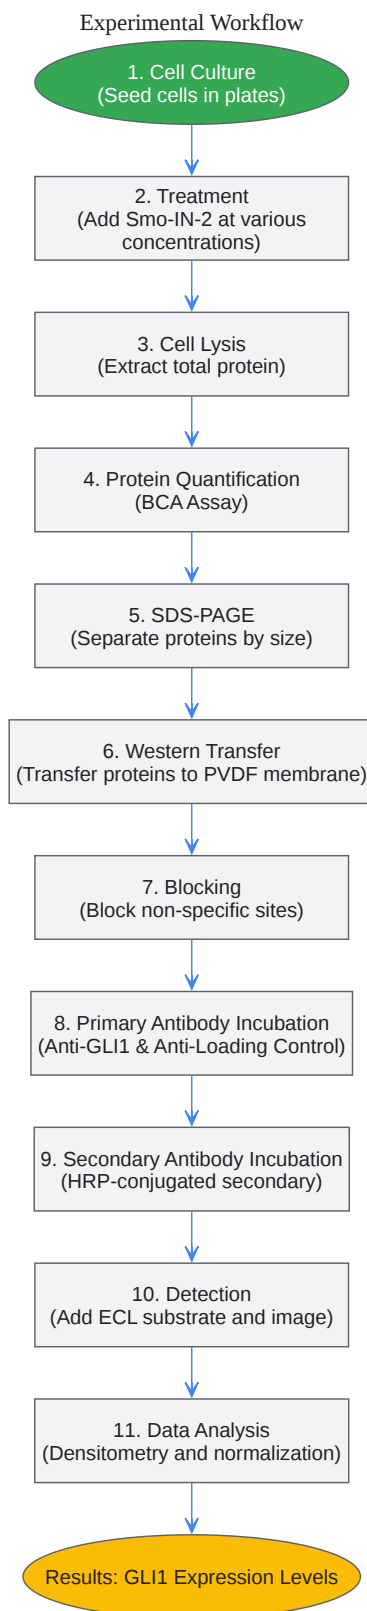 Experimental Workflow
1. Cell Culture
(Seed cells in plates)
2. Treatment
(Add Smo-IN-2 at various
concentrations)
3. Cell Lysis
(Extract total protein)
4. Protein Quantification
(BCA Assay)
5. SDS-PAGE
(Separate proteins by size)
6. Western Transfer
(Transfer proteins to PVDF membrane)
7. Blocking
(Block non-specific sites)
8. Primary Antibody Incubation
(Anti-GLI1 & Anti-Loading Control)
9. Secondary Antibody Incubation
(HRP-conjugated secondary)
10. Detection
(Add ECL substrate and image)
11. Data Analysis
(Densitometry and normalization)
Results: GLI1 Expression Levels